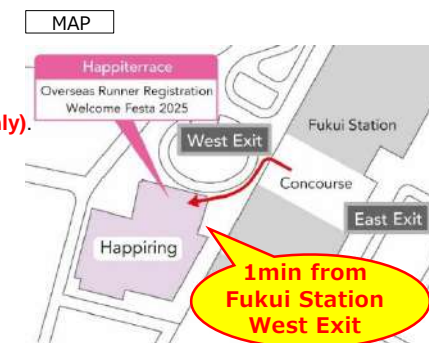 MAP
Happiterrace
Overseas Runner Registration
Welcome Festa 2025
ly).
West Exit
Fukui Station
Concourse
East Exit
Happiring
1min from
Fukui Station
West Exit